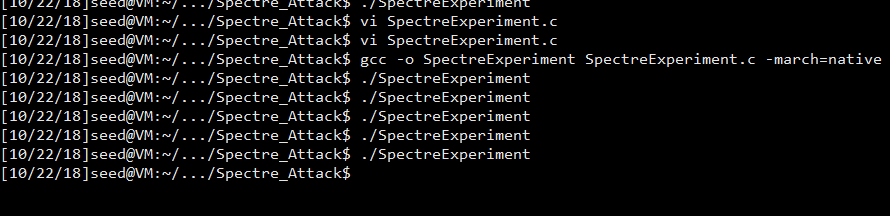 [10/22/18]seed@VM:~/.../Spectre_Attack$ ./SpectreExperiment
[10/22/18]seed@VM:~/.../Spectre_Attack$ vi SpectreExperiment.c
[10/22/18]seed@VM:~/.../Spectre_Attack$ vi SpectreExperiment.c
[10/22/18]seed@VM:~/.../Spectre_Attack$ gcc -o SpectreExperiment SpectreExperiment.c -march=native
[10/22/18]seed@VM:~/.../Spectre_Attack$ ./SpectreExperiment
[10/22/18]seed@VM:~/.../Spectre_Attack$ ./SpectreExperiment
[10/22/18]seed@VM:~/.../Spectre_Attack$ ./SpectreExperiment
[10/22/18]seed@VM:~/.../Spectre_Attack$ ./SpectreExperiment
[10/22/18]seed@VM:~/.../Spectre_Attack$ ./SpectreExperiment
[10/22/18]seed@VM:~/.../Spectre_Attack$